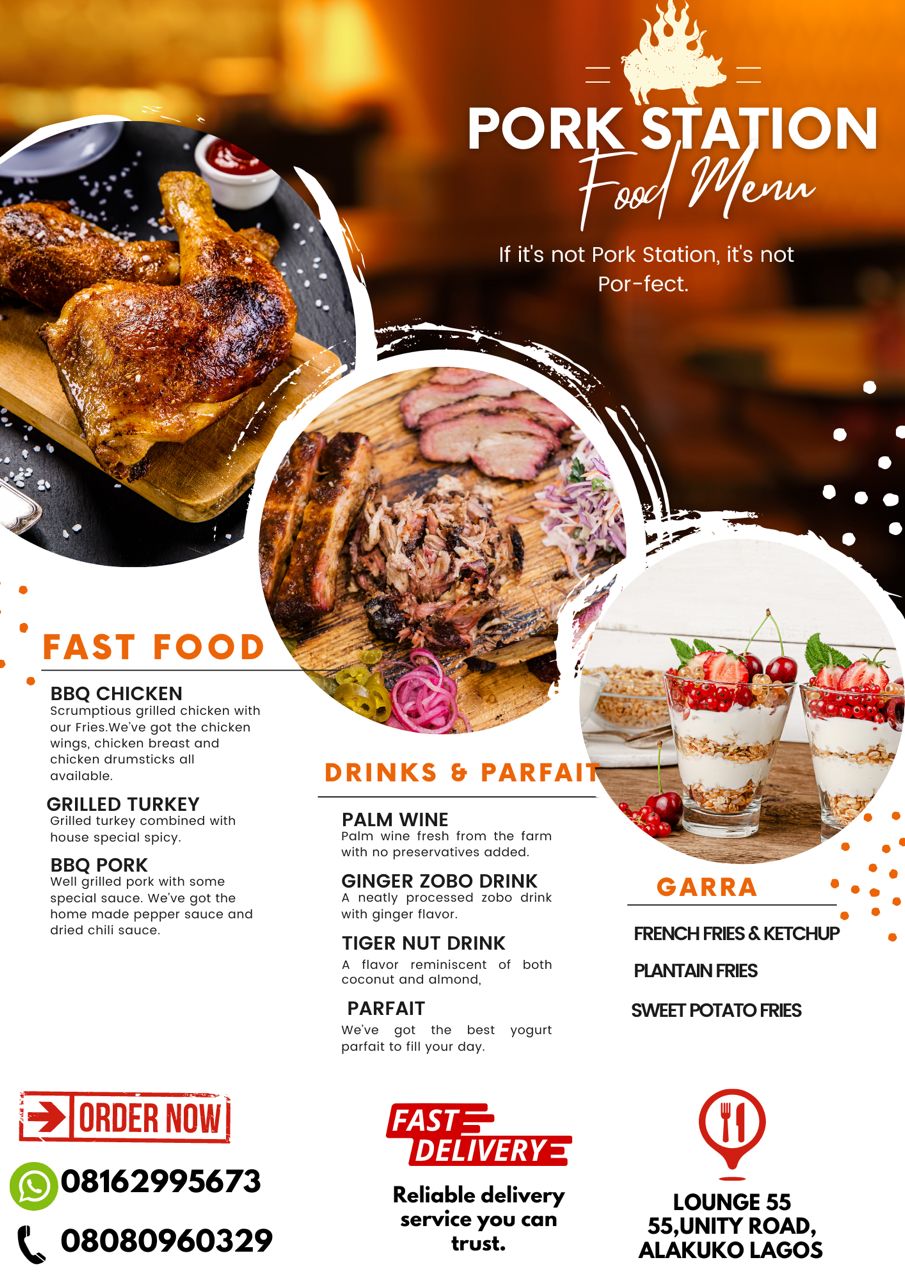 PORK STATION
Food Menu
If it's not Pork Station, it's not
Por-fect.
FAST FOOD
BBQ CHICKEN
Scrumptious grilled chicken with
our Fries.We've got the chicken
wings, chicken breast and
chicken drumsticks all
available.
GRILLED TURKEY
Grilled turkey combined with
house special spicy.
BBQ PORK
Well grilled pork with some
special sauce. We've got the
home made pepper sauce and
dried chili sauce.
DRINKS & PARFAIT
PALM WINE
Palm wine fresh from the farm
with no preservatives added.
GINGER ZOBO DRINK
A neatly processed zobo drink
with ginger flavor.
TIGER NUT DRINK
A flavor reminiscent of both
coconut and almond,
PARFAIT
We've got the best yogurt
parfait to fill your day.
GARRA
FRENCH FRIES & KETCHUP
PLANTAIN FRIES
SWEET POTATO FRIES
ORDER NOW
08162995673
08080960329
FAST
DELIVERY
Reliable delivery
service you can
trust.
LOUNGE 55
55,UNITY ROAD,
ALAKUKO LAGOS